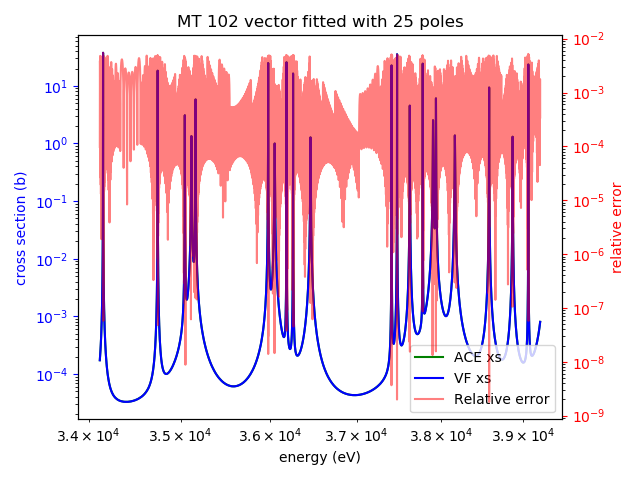 MT 102 vector fitted with 25 poles
10¹
10⁰
10⁻¹
10⁻²
10⁻³
10⁻⁴
cross section (b)
10⁻²
10⁻³
10⁻⁴
10⁻⁵
10⁻⁶
10⁻⁷
10⁻⁸
10⁻⁹
relative error
ACE xs
VF xs
Relative error
3.4 × 10⁴ 3.5 × 10⁴ 3.6 × 10⁴ 3.7 × 10⁴ 3.8 × 10⁴ 3.9 × 10⁴
energy (eV)